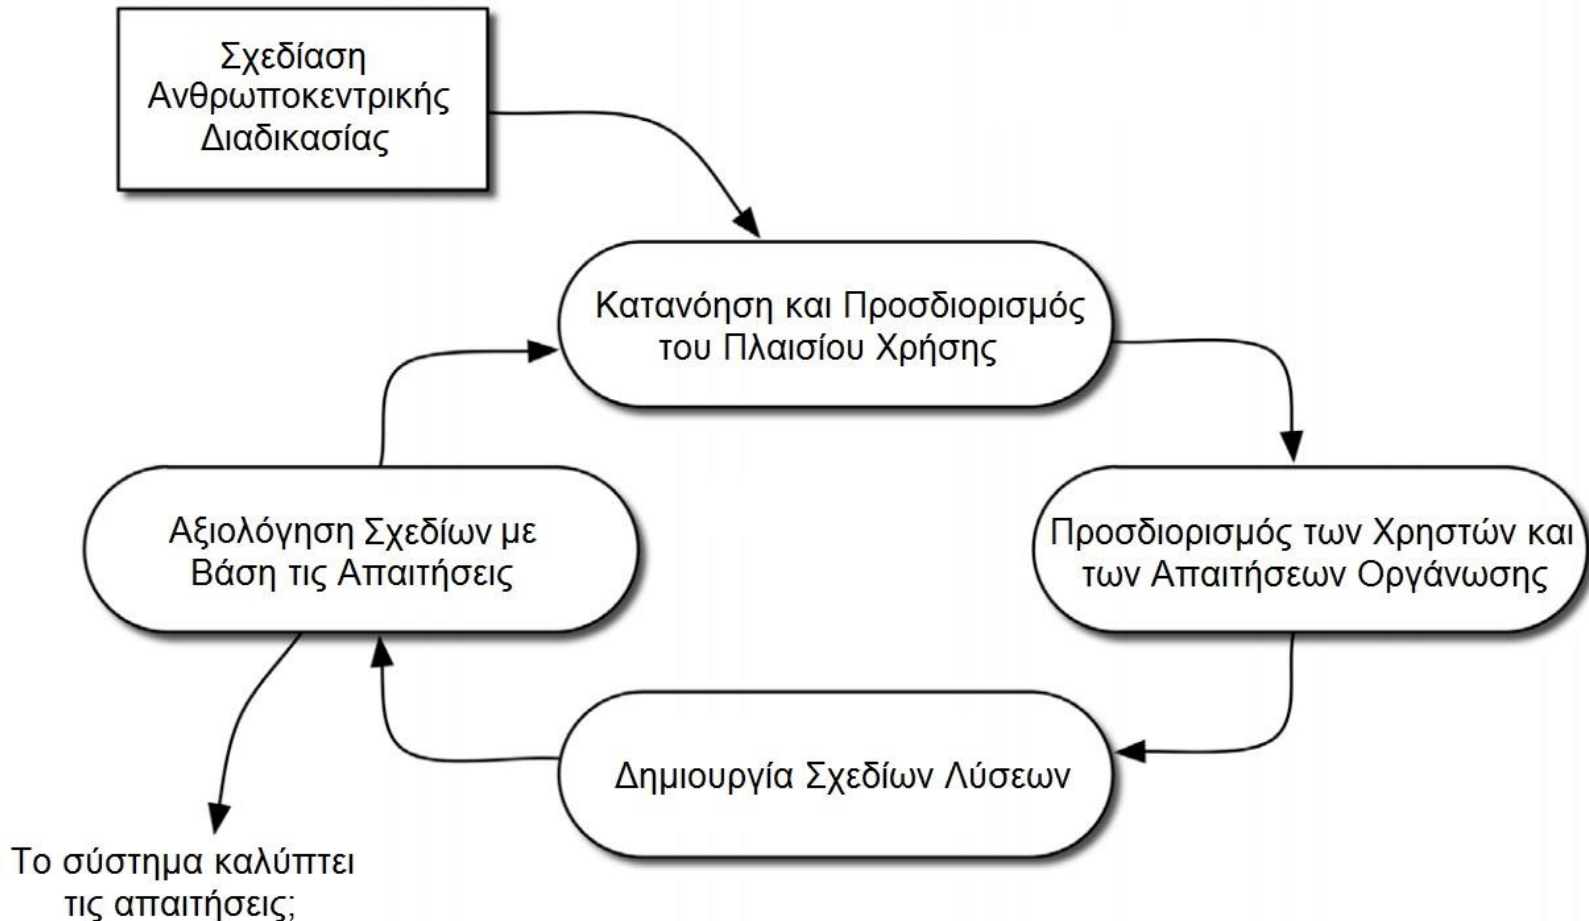 Σχεδίαση
Ανθρωποκεντρικής
Διαδικασίας
Κατανόηση και Προσδιορισμός
του Πλαισίου Χρήσης
Αξιολόγηση Σχεδίων με
Βάση τις Απαιτήσεις
Προσδιορισμός των Χρηστών και
των Απαιτήσεων Οργάνωσης
Δημιουργία Σχεδίων Λύσεων
Το σύστημα καλύπτει
τις απαιτήσεις;